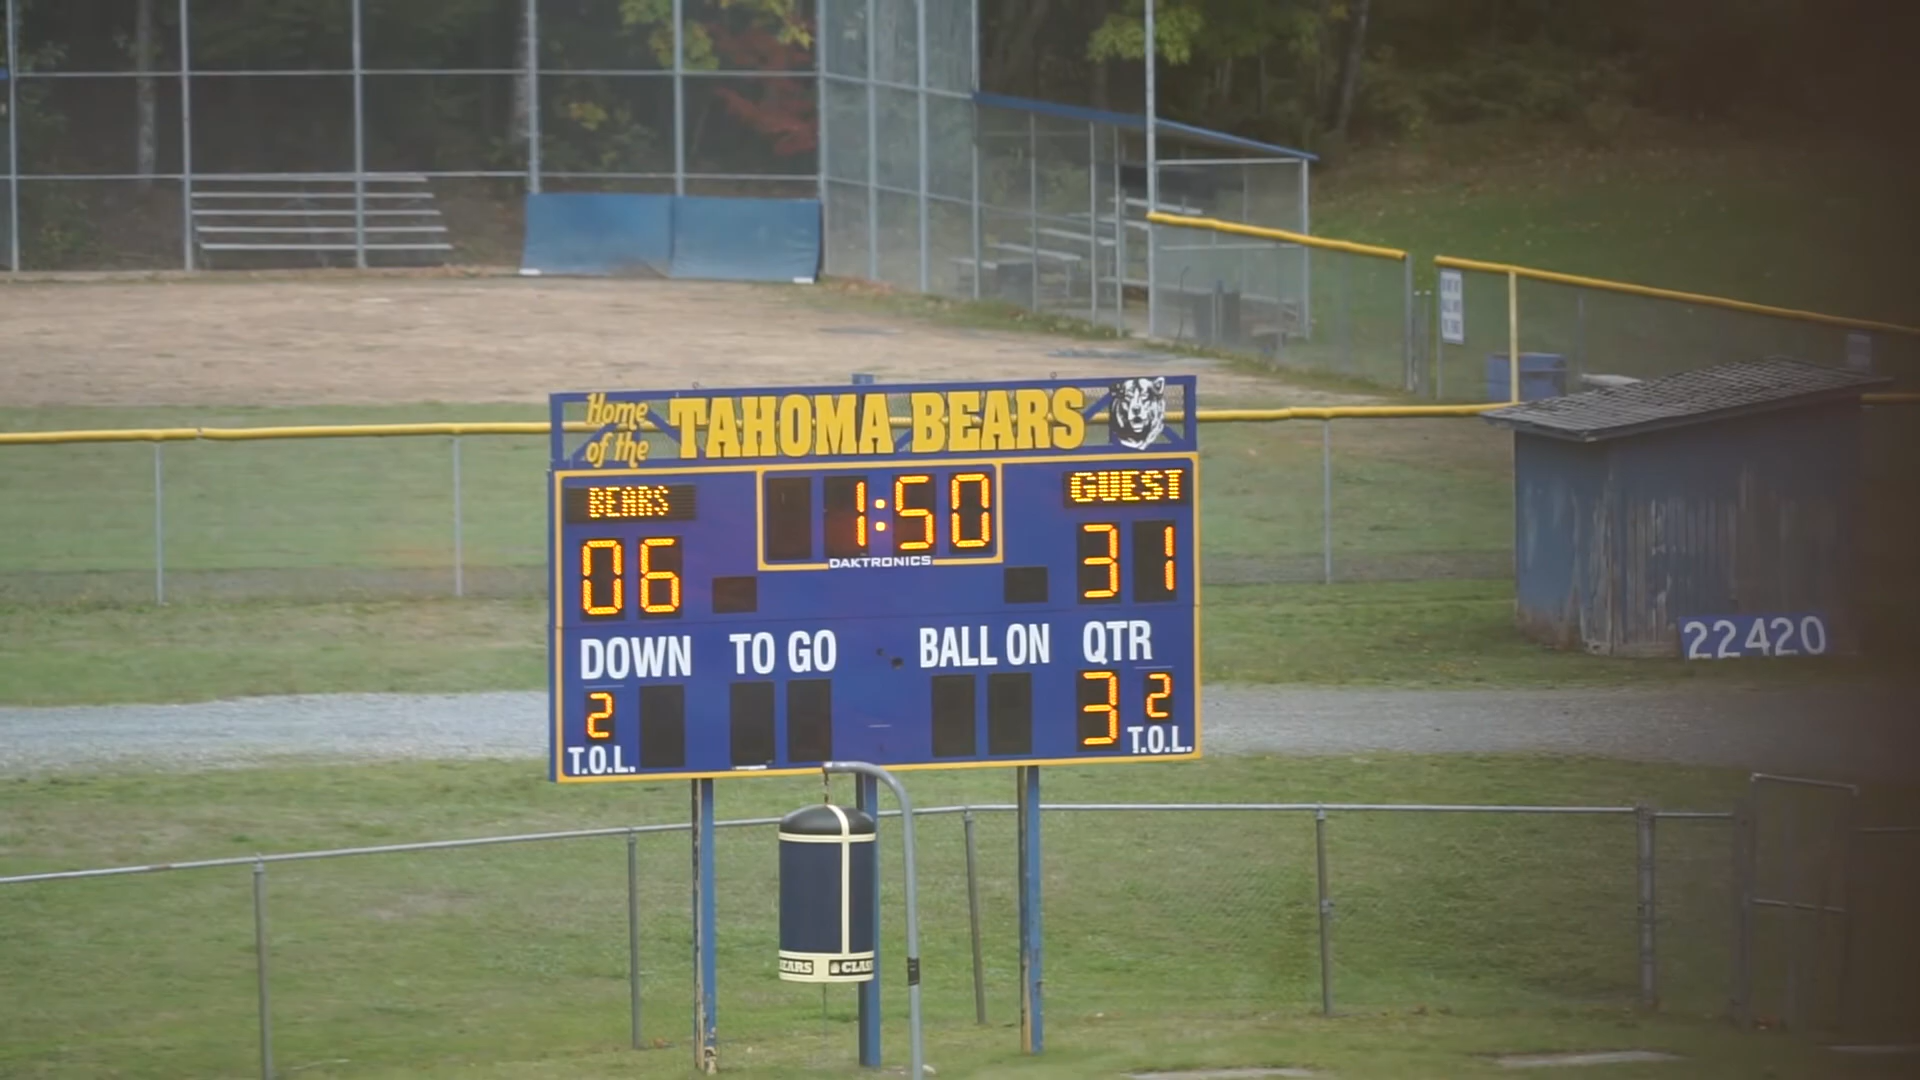 Home of the TAHOMA BEARS
BEARS 1:50 GUEST
06 DAKTRONICS 31
DOWN TO GO BALL ON QTR
2 3 2
T.O.L. T.O.L.
22420